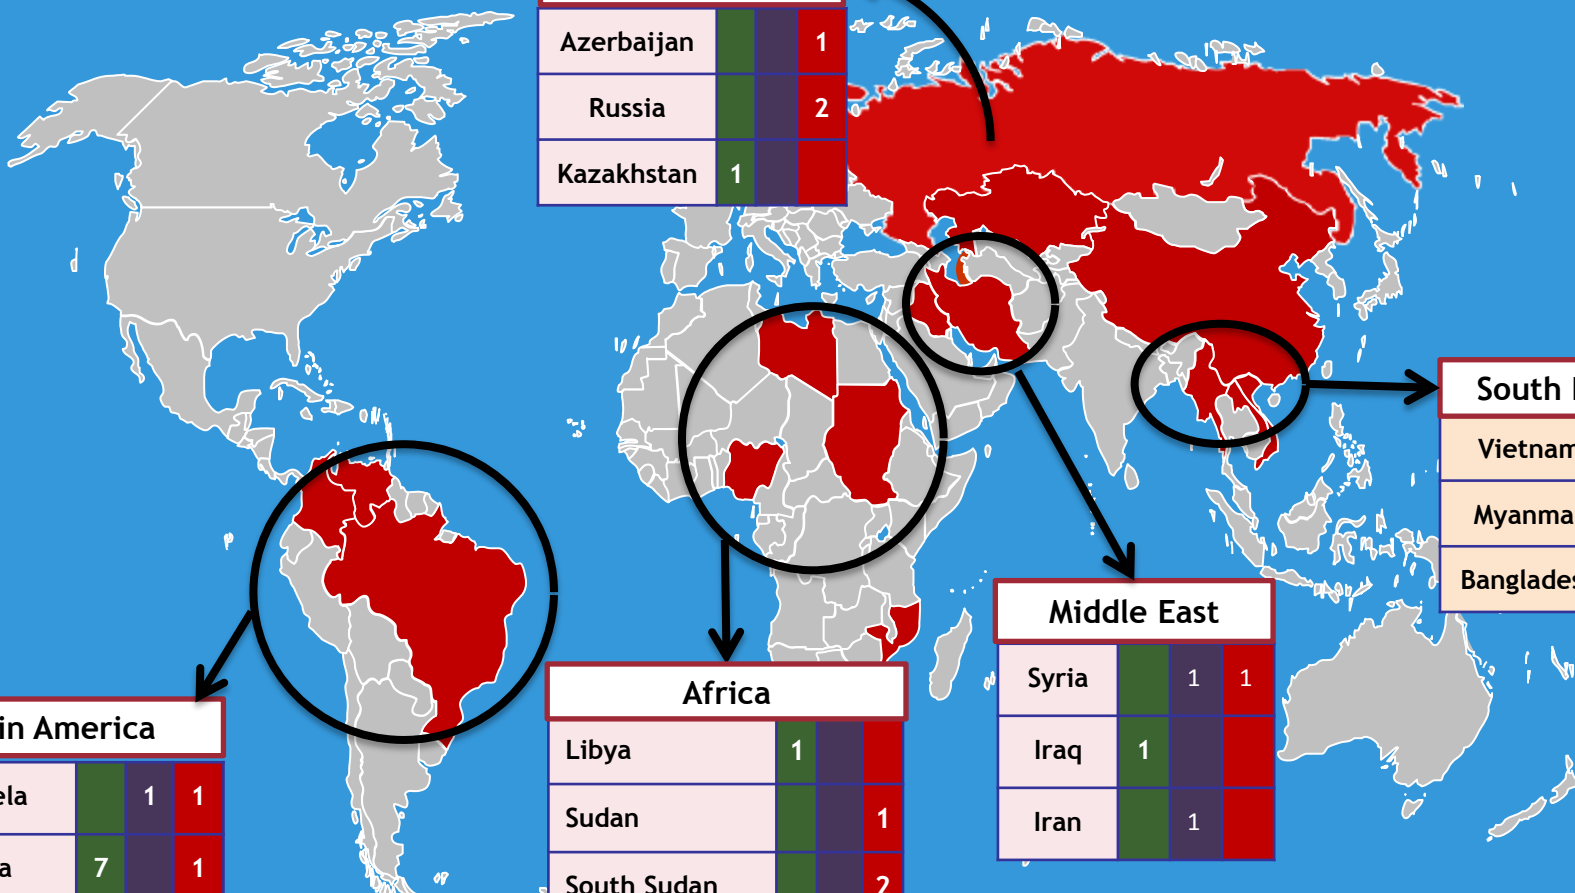 Azerbaijan 1
Russia 2
Kazakhstan 1
South
Vietnam
Myanma
Banglades
Middle East
Syria 1 1
Iraq 1
Iran 1
Africa
Libya 1
Sudan 1
South Sudan 2
in America
ela 1 1
a 7 1